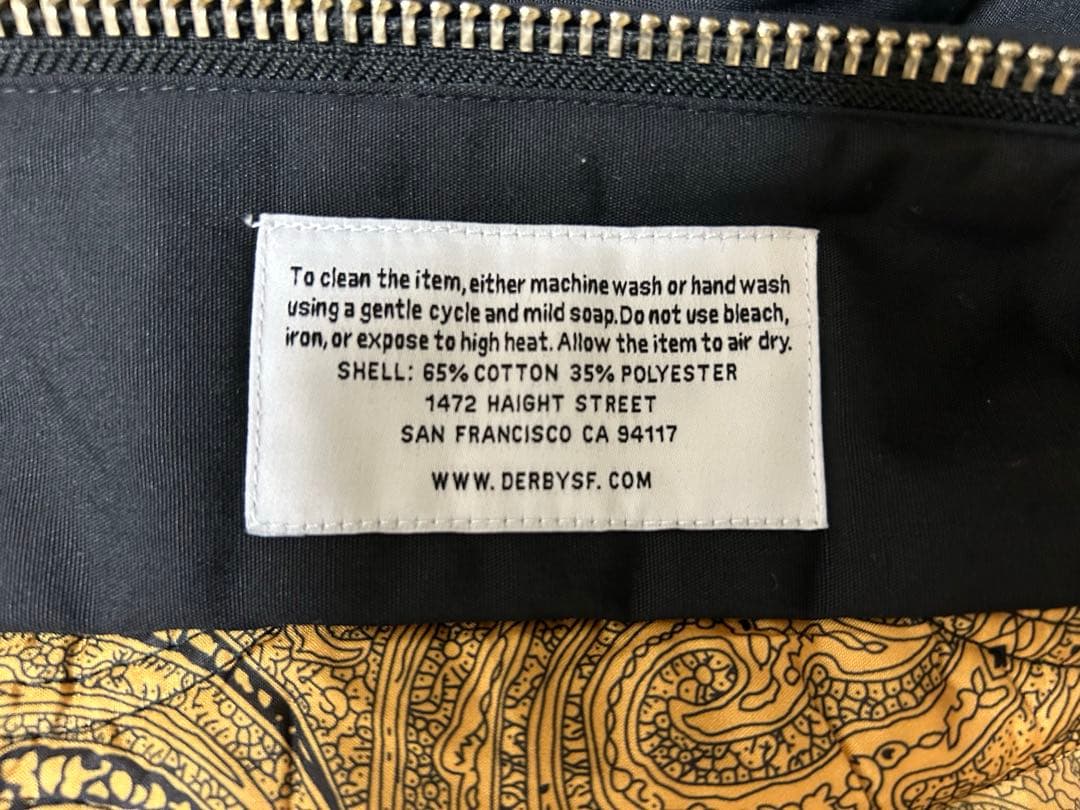 To clean the item, either machine wash or hand wash
using a gentle cycle and mild soap. Do not use bleach,
iron, or expose to high heat. Allow the item to air dry.
SHELL: 65% COTTON 35% POLYESTER
1472 HAIGHT STREET
SAN FRANCISCO CA 94117
WWW. DERBYSF. COM